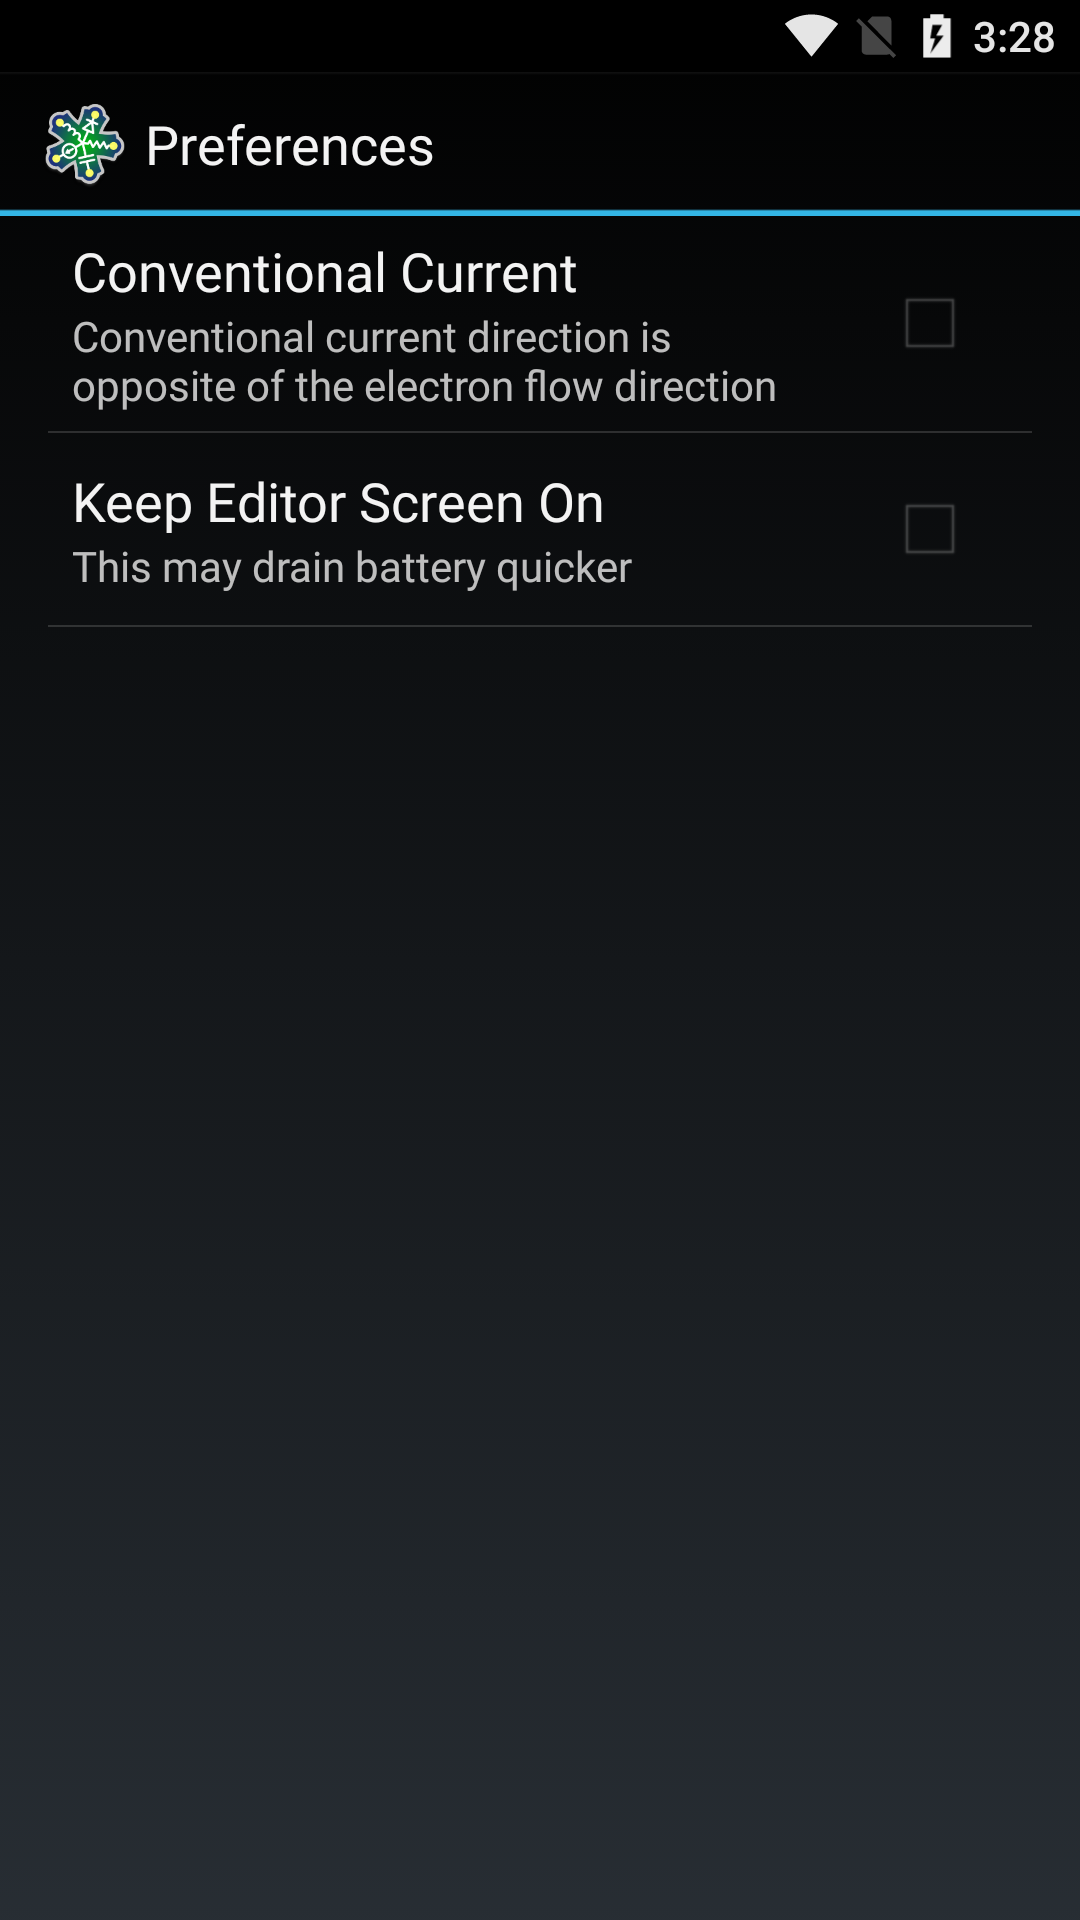 3:28
Preferences
Conventional Current
Conventional current direction is
opposite of the electron flow direction
Keep Editor Screen On
This may drain battery quicker